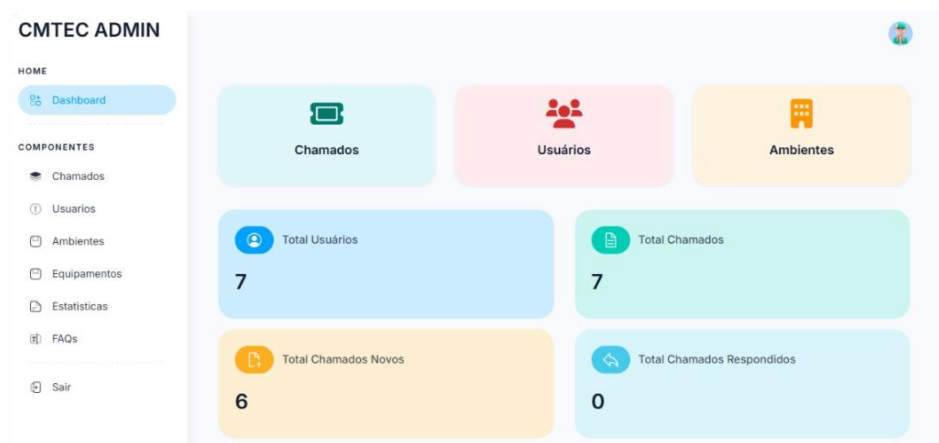 CMTEC ADMIN
HOME
Dashboard
COMPONENTES
Chamados
Usuarios
Ambientes
Equipamentos
Estatisticas
FAQs
Sair
Chamados
Usuários
Ambientes
Total Usuários
7
Total Chamados
7
Total Chamados Novos
6
Total Chamados Respondidos
0